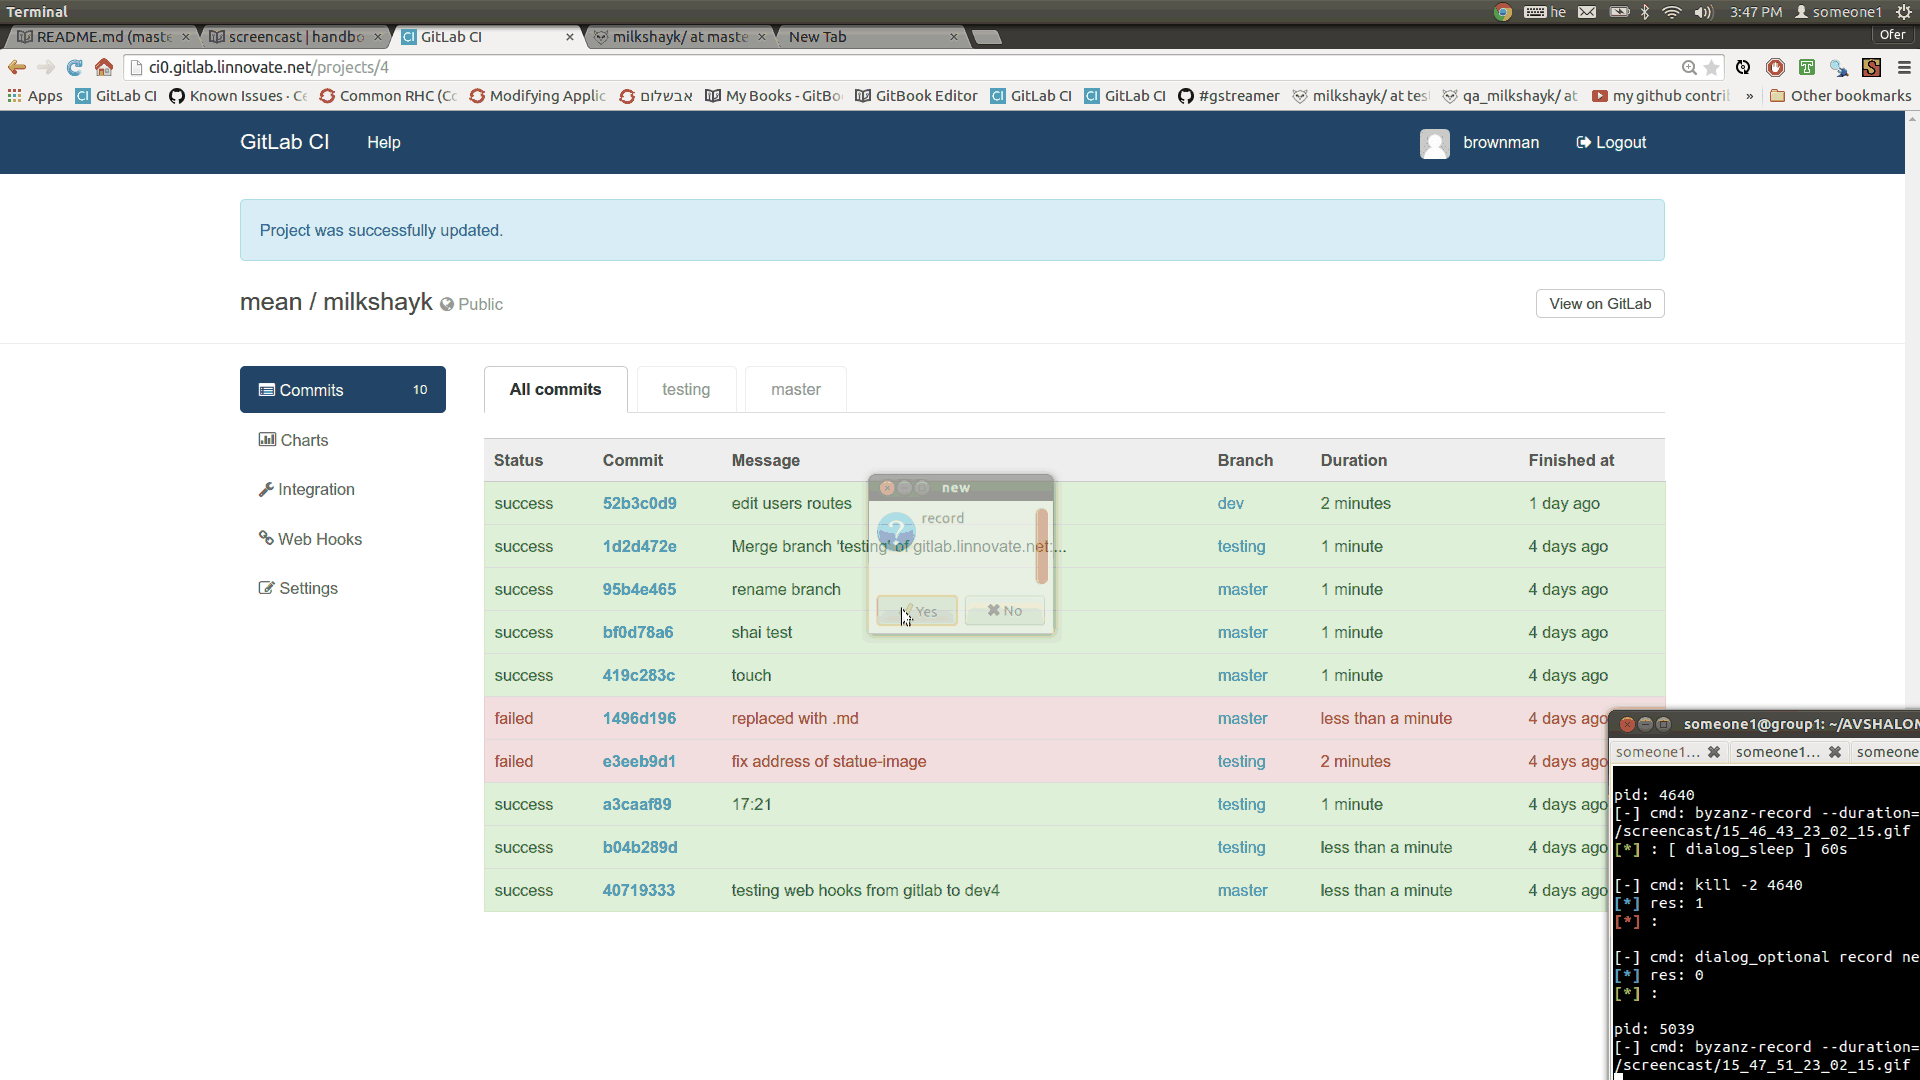 Terminal
he
3:47 PM
someone1
README.md (maste
screencast | handbo
GitLab CI
milkshayk/ at maste
New Tab
Ofer
ci0.gitlab.linnovate.net/projects/4
Apps
GitLab CI
Known Issues - Ce
Common RHC (Co
Modifying Applic
אבשלום
My Books - GitBo
GitBook Editor
GitLab CI
GitLab CI
#gstreamer
milkshayk/ at tes
qa_milkshayk/ at
my github contri
»
Other bookmarks
GitLab CI
Help
brownman
Logout
Project was successfully updated.
mean / milkshayk Public
View on GitLab
Commits 10
Charts
Integration
Web Hooks
Settings
All commits
testing
master
Status Commit Message Branch Duration Finished at
success 52b3c0d9 edit users routes dev 2 minutes 1 day ago
success 1d2d472e Merge branch 'testing' of gitlab.linnovate.net:... testing 1 minute 4 days ago
success 95b4e465 rename branch master 1 minute 4 days ago
success bf0d78a6 shai test master 1 minute 4 days ago
success 419c283c touch master 1 minute 4 days ago
failed 1496d196 replaced with .md master less than a minute 4 days ago
failed e3eeb9d1 fix address of statue-image testing 2 minutes 4 days ago
success a3caaf89 17:21 testing 1 minute 4 days ago
success b04b289d testing less than a minute 4 days ago
success 40719333 testing web hooks from gitlab to dev4 master less than a minute 4 days ago
new
record
Yes
No
someone1@group1: ~/AVSHALOM
someone1...
someone1...
someone
pid: 4640
[-] cmd: byzanz-record --duration=
/screencast/15_46_43_23_02_15.gif
[*] : [ dialog_sleep ] 60s
[-] cmd: kill -2 4640
[*] res: 1
[*] :
[-] cmd: dialog_optional record ne
[*] res: 0
[*] :
pid: 5039
[-] cmd: byzanz-record --duration=
/screencast/15_47_51_23_02_15.gif